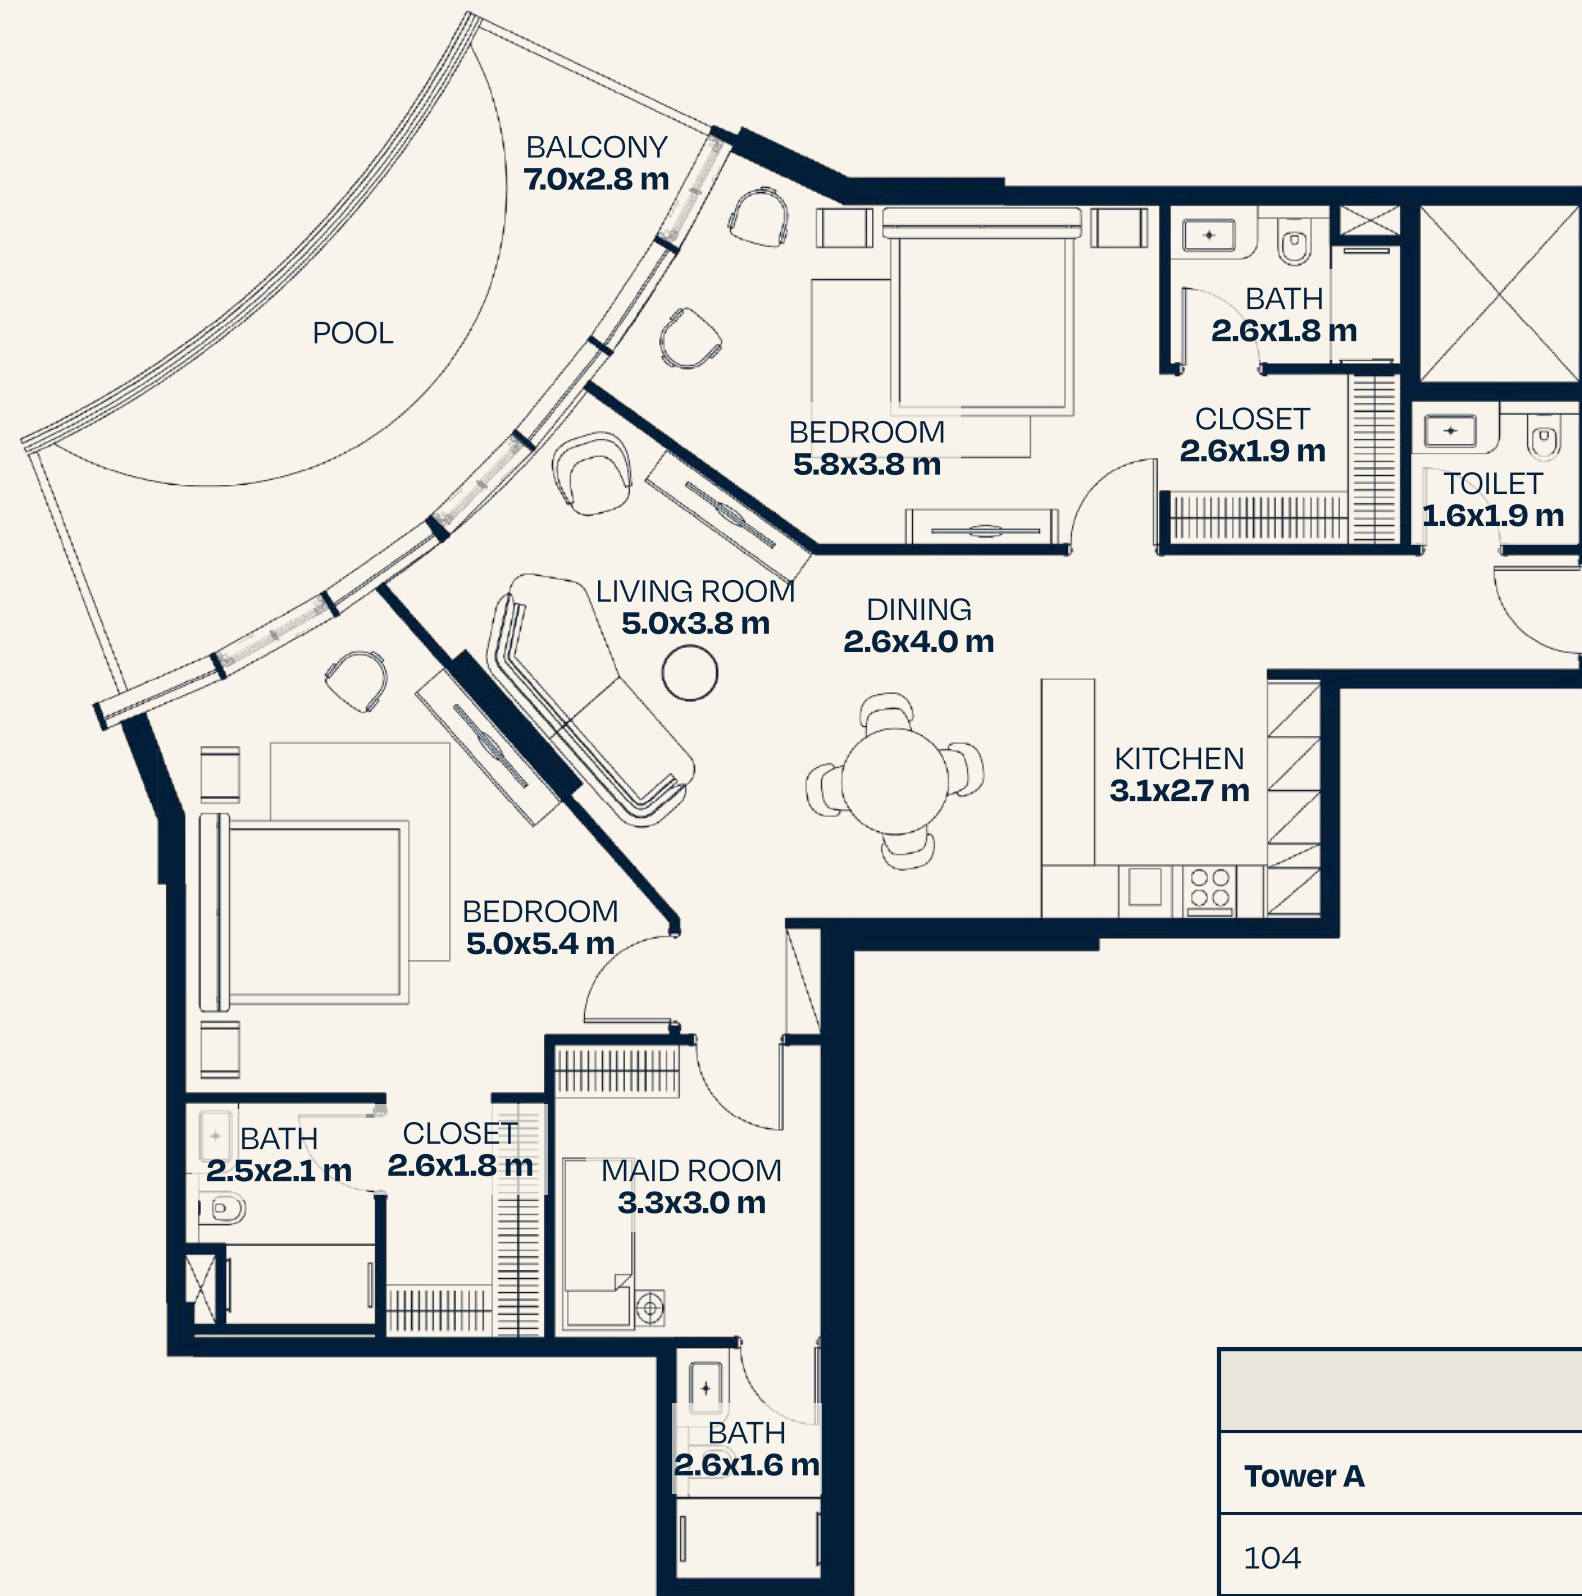 BALCONY
7.0x2.8 m
POOL
BATH
2.6x1.8 m
BEDROOM
5.8x3.8 m
CLOSET
2.6x1.9 m
TOILET
1.6x1.9 m
LIVING ROOM
5.0x3.8 m
DINING
2.6x4.0 m
KITCHEN
3.1x2.7 m
BEDROOM
5.0x5.4 m
BATH
2.5x2.1 m
CLOSET
2.6x1.8 m
MAID ROOM
3.3x3.0 m
BATH
2.6x1.6 m
Tower A
104